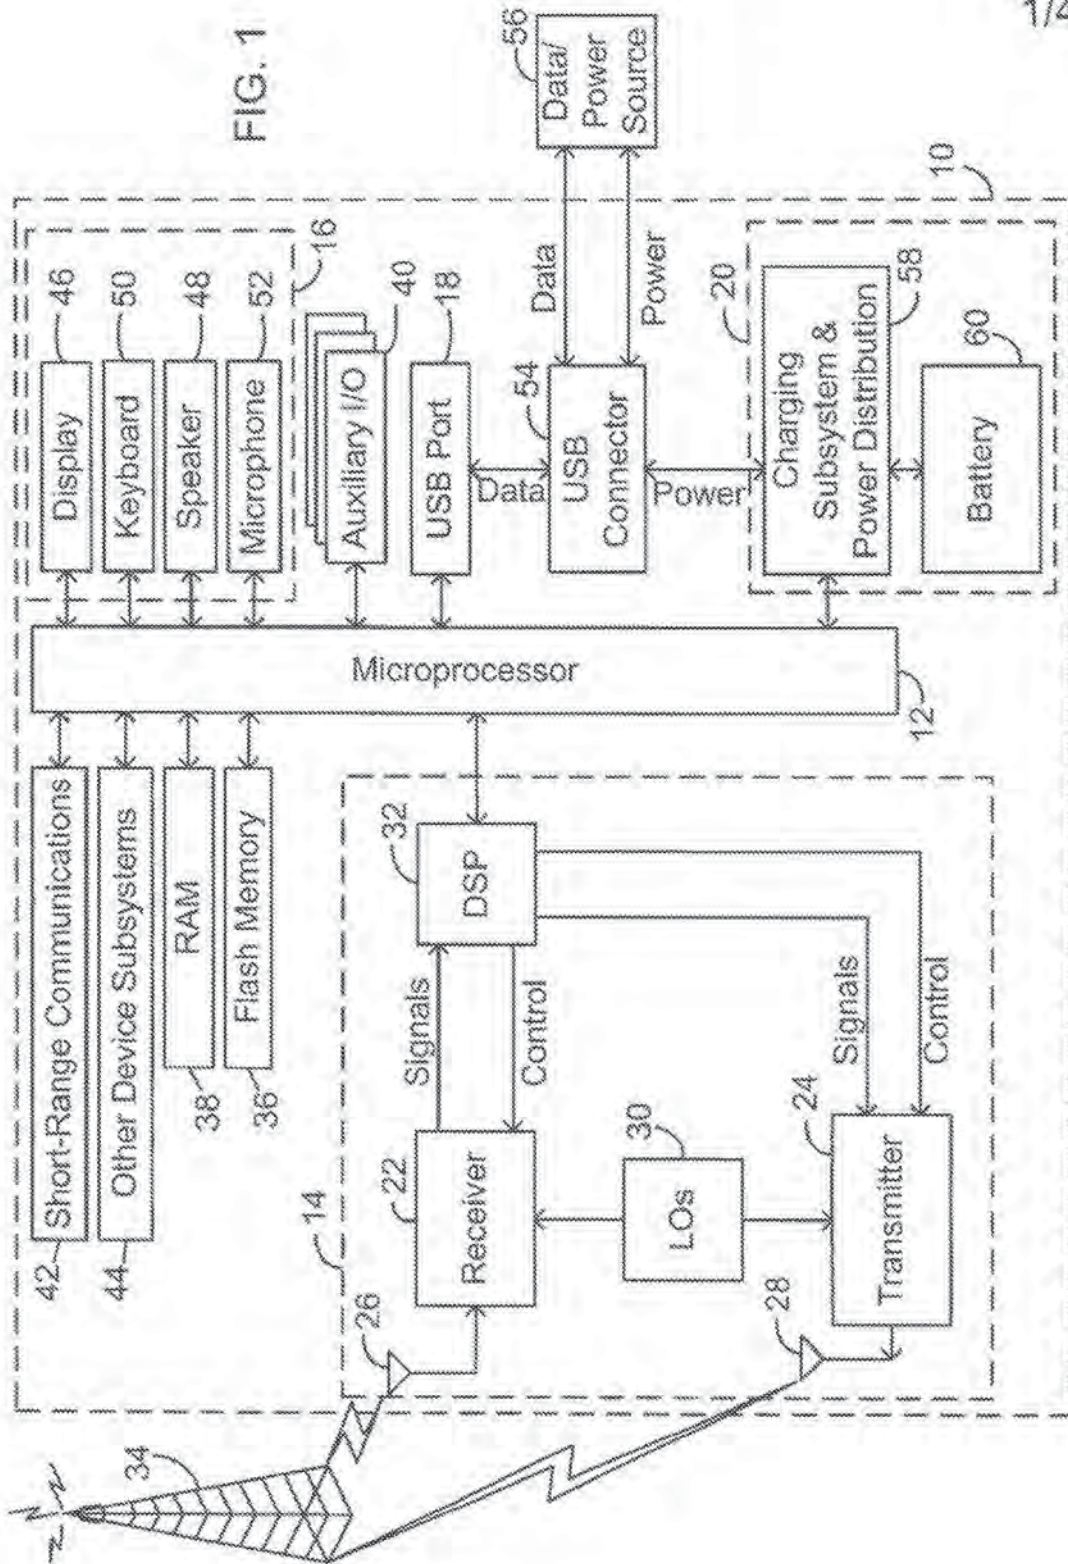 1/4
FIG. 1
10
42
Short-Range Communications
44
Other Device Subsystems
RAM
38
Flash Memory
36
Microprocessor
12
Display
46
Keyboard
50
Speaker
48
Microphone
52
16
Auxiliary I/O
40
USB Port
18
Data
USB
Connector
54
Data
Power
Data/
Power
Source
56
Power
20
Charging
Subsystem &
Power Distribution
58
Battery
60
14
34
26
Receiver
22
Signals
Control
DSP
32
LOs
30
28
Transmitter
24
Signals
Control